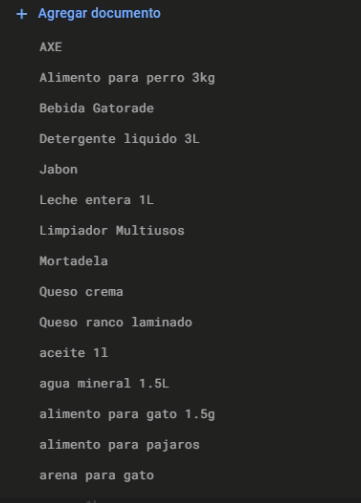 + Agregar documento
AXE
Alimento para perro 3kg
Bebida Gatorade
Detergente liquido 3L
Jabon
Leche entera 1L
Limpiador Multiusos
Mortadela
Queso crema
Queso ranco laminado
aceite 1l
agua mineral 1.5L
alimento para gato 1.5g
alimento para pajaros
arena para gato